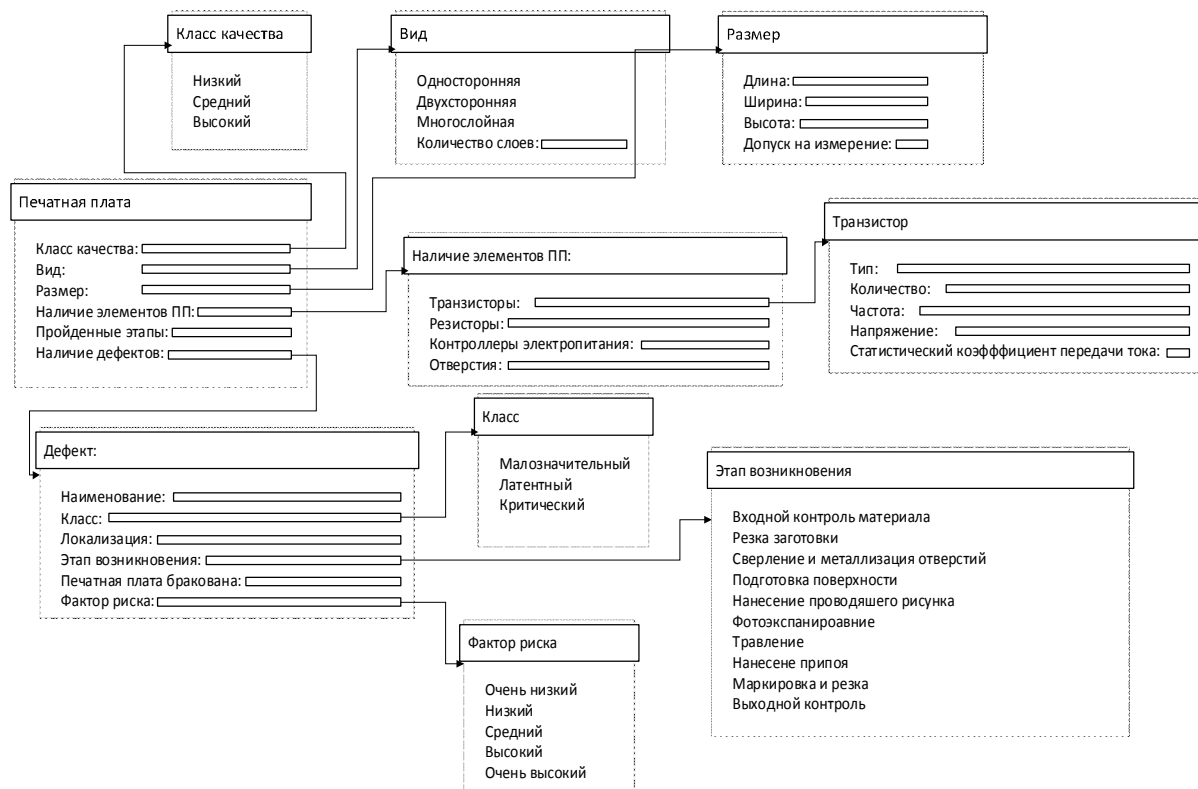 Класс качества
Низкий
Средний
Высокий
Вид
Односторонняя
Двухсторонняя
Многослойная
Количество слоев:
Размер
Длина:
Ширина:
Высота:
Допуск на измерение:
Печатная плата
Класс качества:
Вид:
Размер:
Наличие элементов ПП:
Пройденные этапы:
Наличие дефектов:
Наличие элементов ПП:
Транзисторы:
Резисторы:
Контроллеры электропитания:
Отверстия:
Транзистор
Тип:
Количество:
Частота:
Напряжение:
Статистический коэфффициент передачи тока:
Дефект:
Наименование:
Класс:
Локализация:
Этап возникновения:
Печатная плата бракована:
Фактор риска:
Класс
Малозначительный
Латентный
Критический
Этап возникновения
Входной контроль материала
Резка заготовки
Сверление и металлизация отверстий
Подготовка поверхности
Нанесение проводяшего рисунка
Фотоэкспанироавние
Травление
Нанесене припоя
Маркировка и резка
Выходной контроль
Фактор риска
Очень низкий
Низкий
Средний
Высокий
Очень высокий